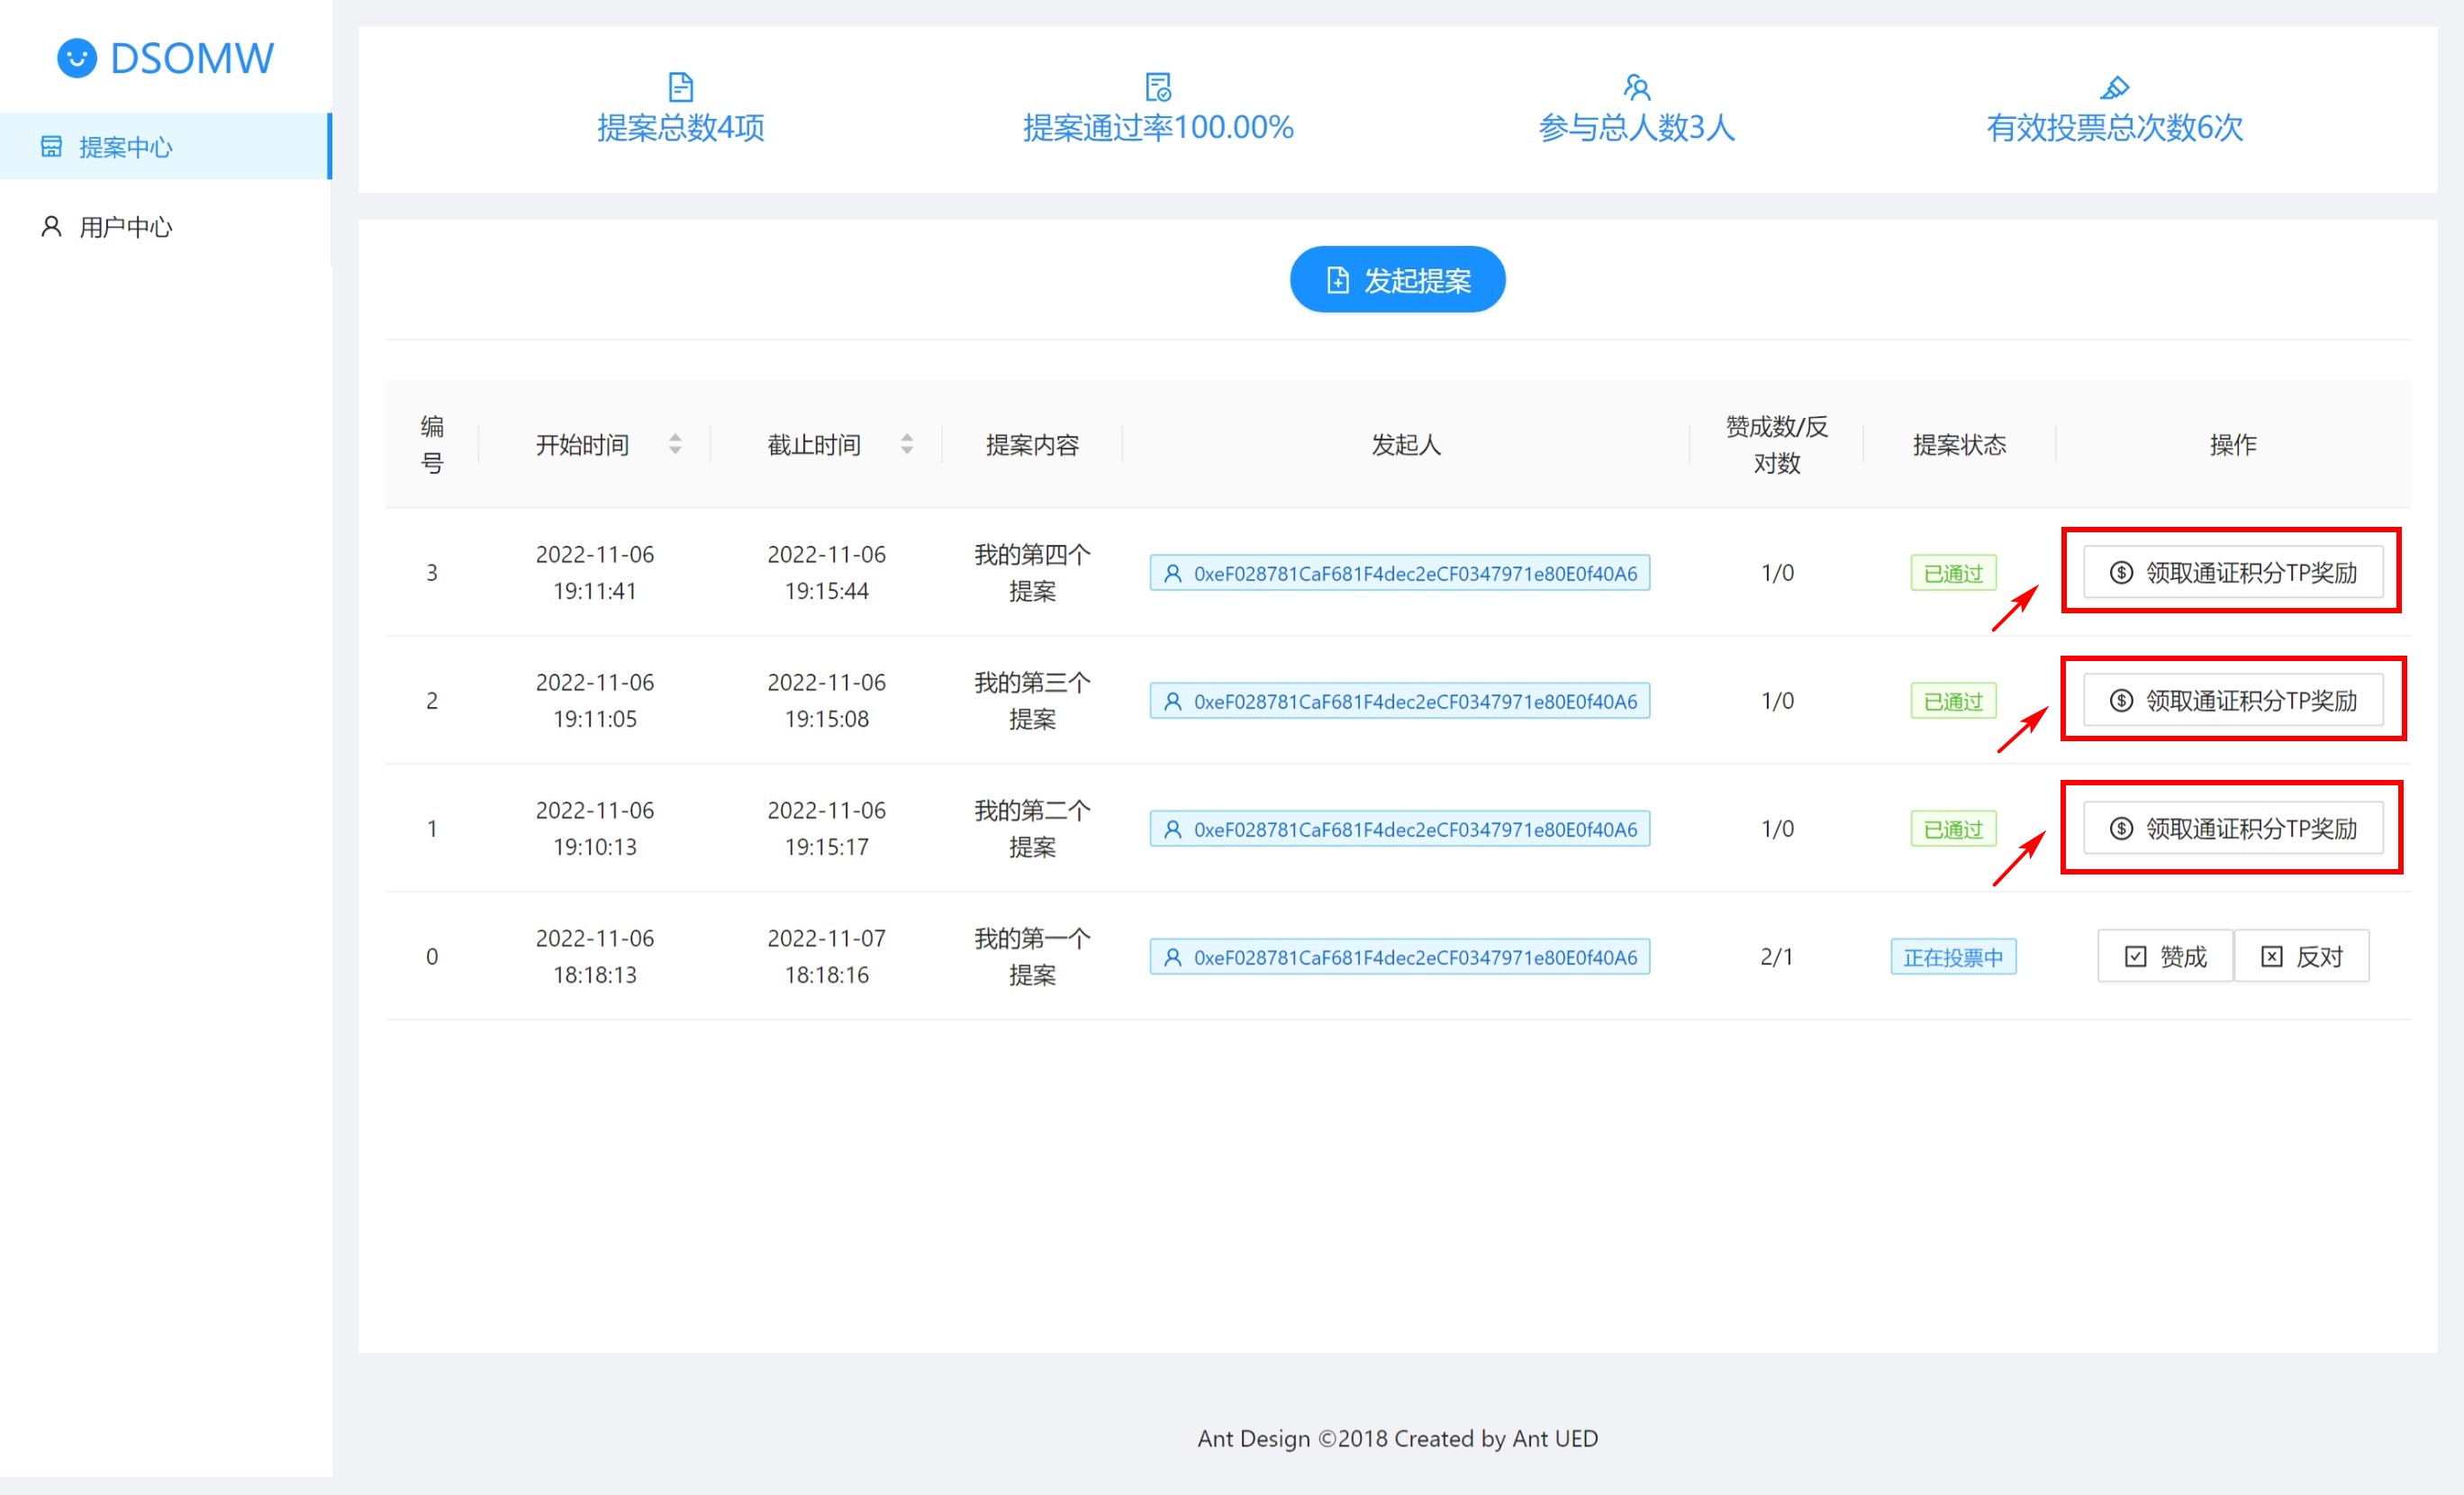 DSOMW
提案中心
用户中心
提案总数4项
提案通过率100.00%
参与总人数3人
有效投票总次数6次
发起提案
编
号
开始时间
截止时间
提案内容
发起人
赞成数/反
对数
提案状态
操作
3
2022-11-06
19:11:41
2022-11-06
19:15:44
我的第四个
提案
0xeF028781CaF681F4dec2eCF0347971e80E0f40A6
1/0
已通过
领取通证积分TP奖励
2
2022-11-06
19:11:05
2022-11-06
19:15:08
我的第三个
提案
0xeF028781CaF681F4dec2eCF0347971e80E0f40A6
1/0
已通过
领取通证积分TP奖励
1
2022-11-06
19:10:13
2022-11-06
19:15:17
我的第二个
提案
0xeF028781CaF681F4dec2eCF0347971e80E0f40A6
1/0
已通过
领取通证积分TP奖励
0
2022-11-06
18:18:13
2022-11-07
18:18:16
我的第一个
提案
0xeF028781CaF681F4dec2eCF0347971e80E0f40A6
2/1
正在投票中
赞成
反对
Ant Design ©2018 Created by Ant UED